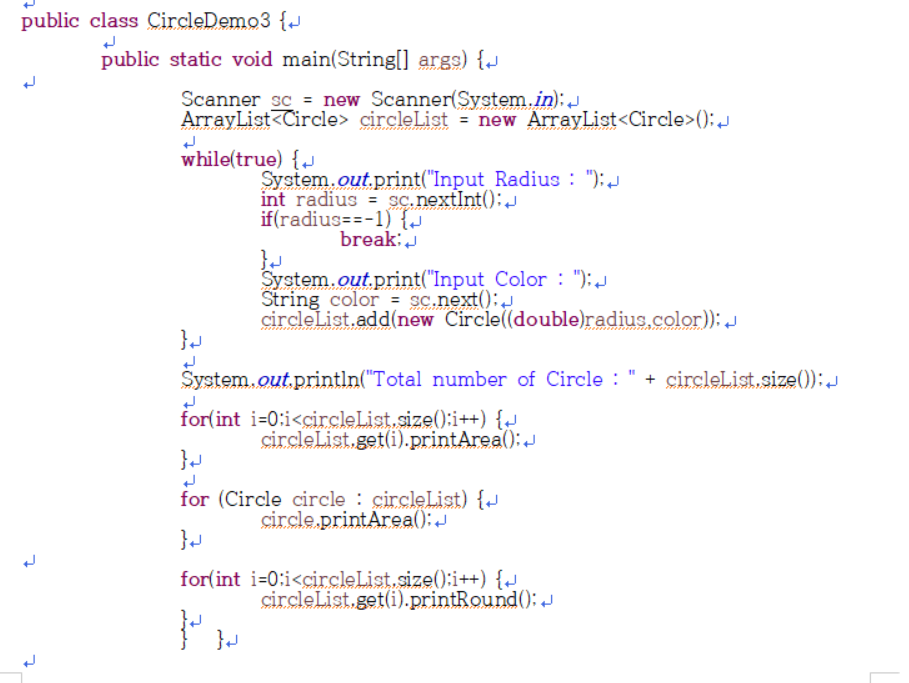 public class CircleDemo3 {
public static void main(String[] args) {
Scanner sc = new Scanner(System.in);
ArrayList<Circle> circleList = new ArrayList<Circle>();
while(true) {
System.out.print("Input Radius : ");
int radius = sc.nextInt();
if(radius==-1) {
break;
}
System.out.print("Input Color : ");
String color = sc.next();
circleList.add(new Circle((double)radius,color));
}
System.out.println("Total number of Circle : " + circleList.size());
for(int i=0;i<circleList.size();i++) {
circleList.get(i).printArea();
}
for (Circle circle : circleList) {
circle.printArea();
}
for(int i=0;i<circleList.size();i++) {
circleList.get(i).printRound();
}
} }